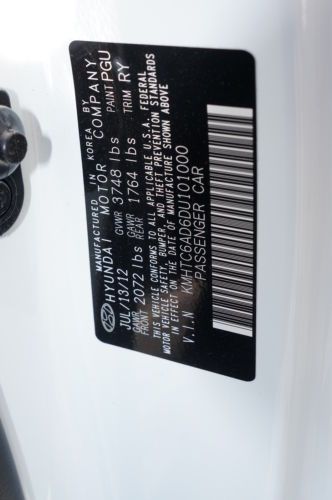 MANUFACTURED IN KOREA BY
HYUNDAI MOTOR COMPANY
JUL/13/12 GVWR 3748 lbs PAINT PGU
GAWR FRONT 2072 lbs GAWR REAR 1764 lbs TRIM RY
THIS VEHICLE CONFORMS TO ALL APPLICABLE U.S.A. FEDERAL
MOTOR VEHICLE SAFETY, BUMPER, AND THEFT PREVENTION STANDARDS
IN EFFECT ON THE DATE OF MANUFACTURE SHOWN ABOVE
V.I.N KMHTC6AD6DU101000
PASSENGER CAR